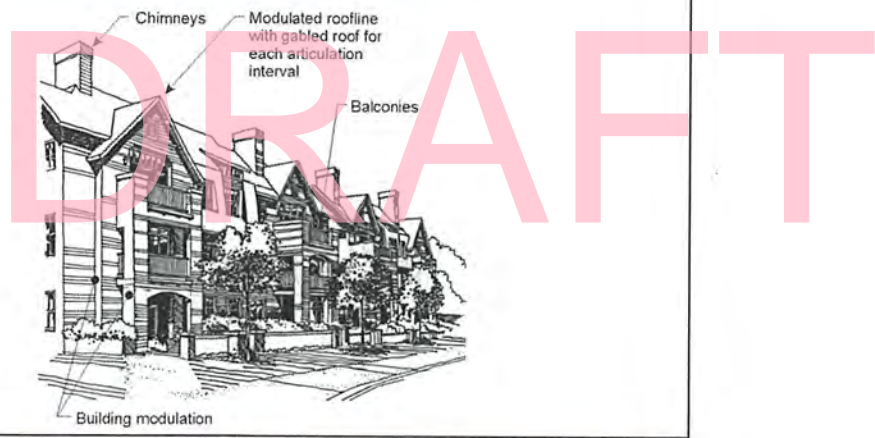 Chimneys
Modulated roofline
with gabled roof for
each articulation
interval
Balconies
DRAFT
Building modulation